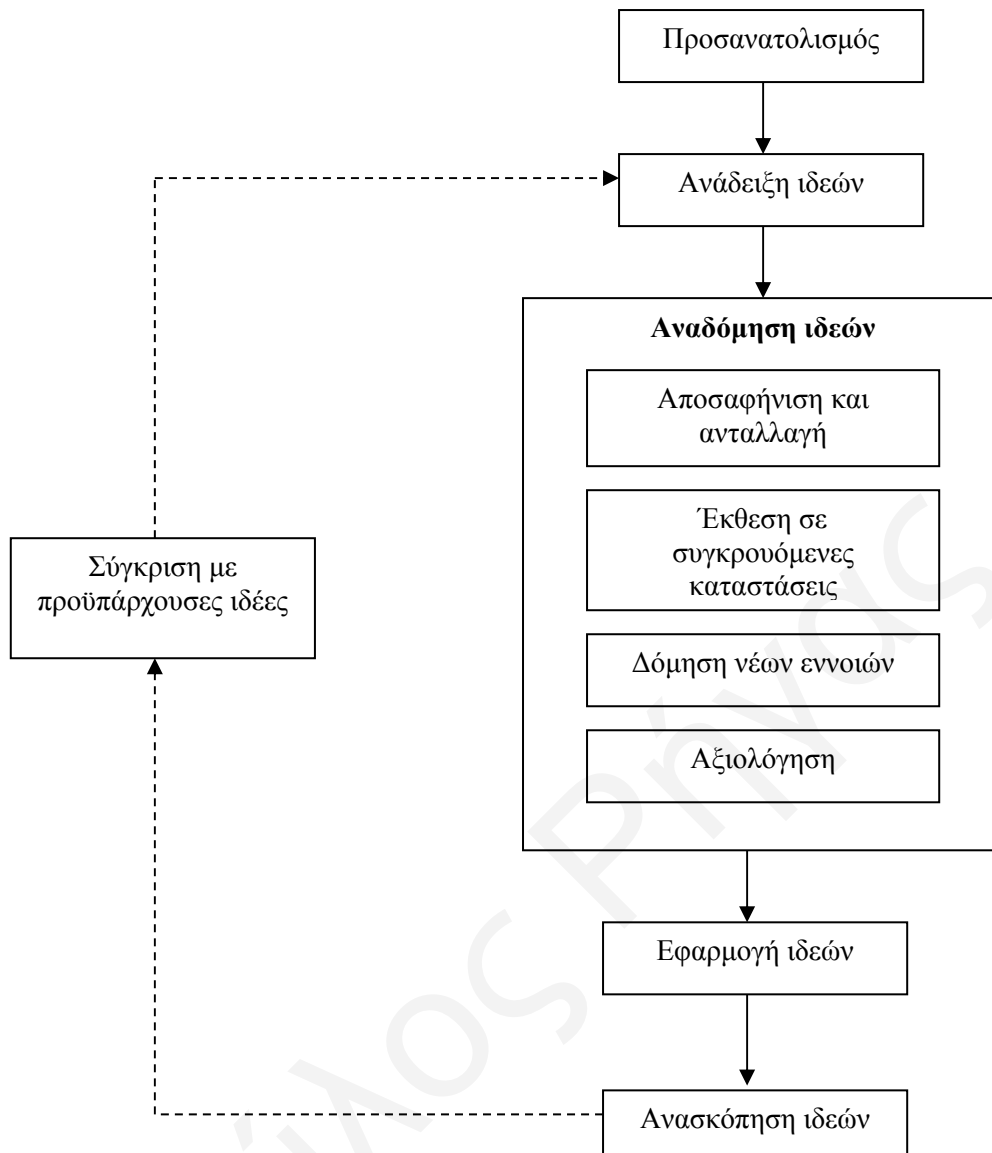 Προσανατολισμός
Ανάδειξη ιδεών
Αναδόμηση ιδεών
Αποσαφήνιση και
ανταλλαγή
Έκθεση σε
συγκρουόμενες
καταστάσεις
Σύγκριση με
προϋπάρχουσες ιδέες
Δόμηση νέων εννοιών
Αξιολόγηση
Εφαρμογή ιδεών
Ανασκόπηση ιδεών
Ρήγας